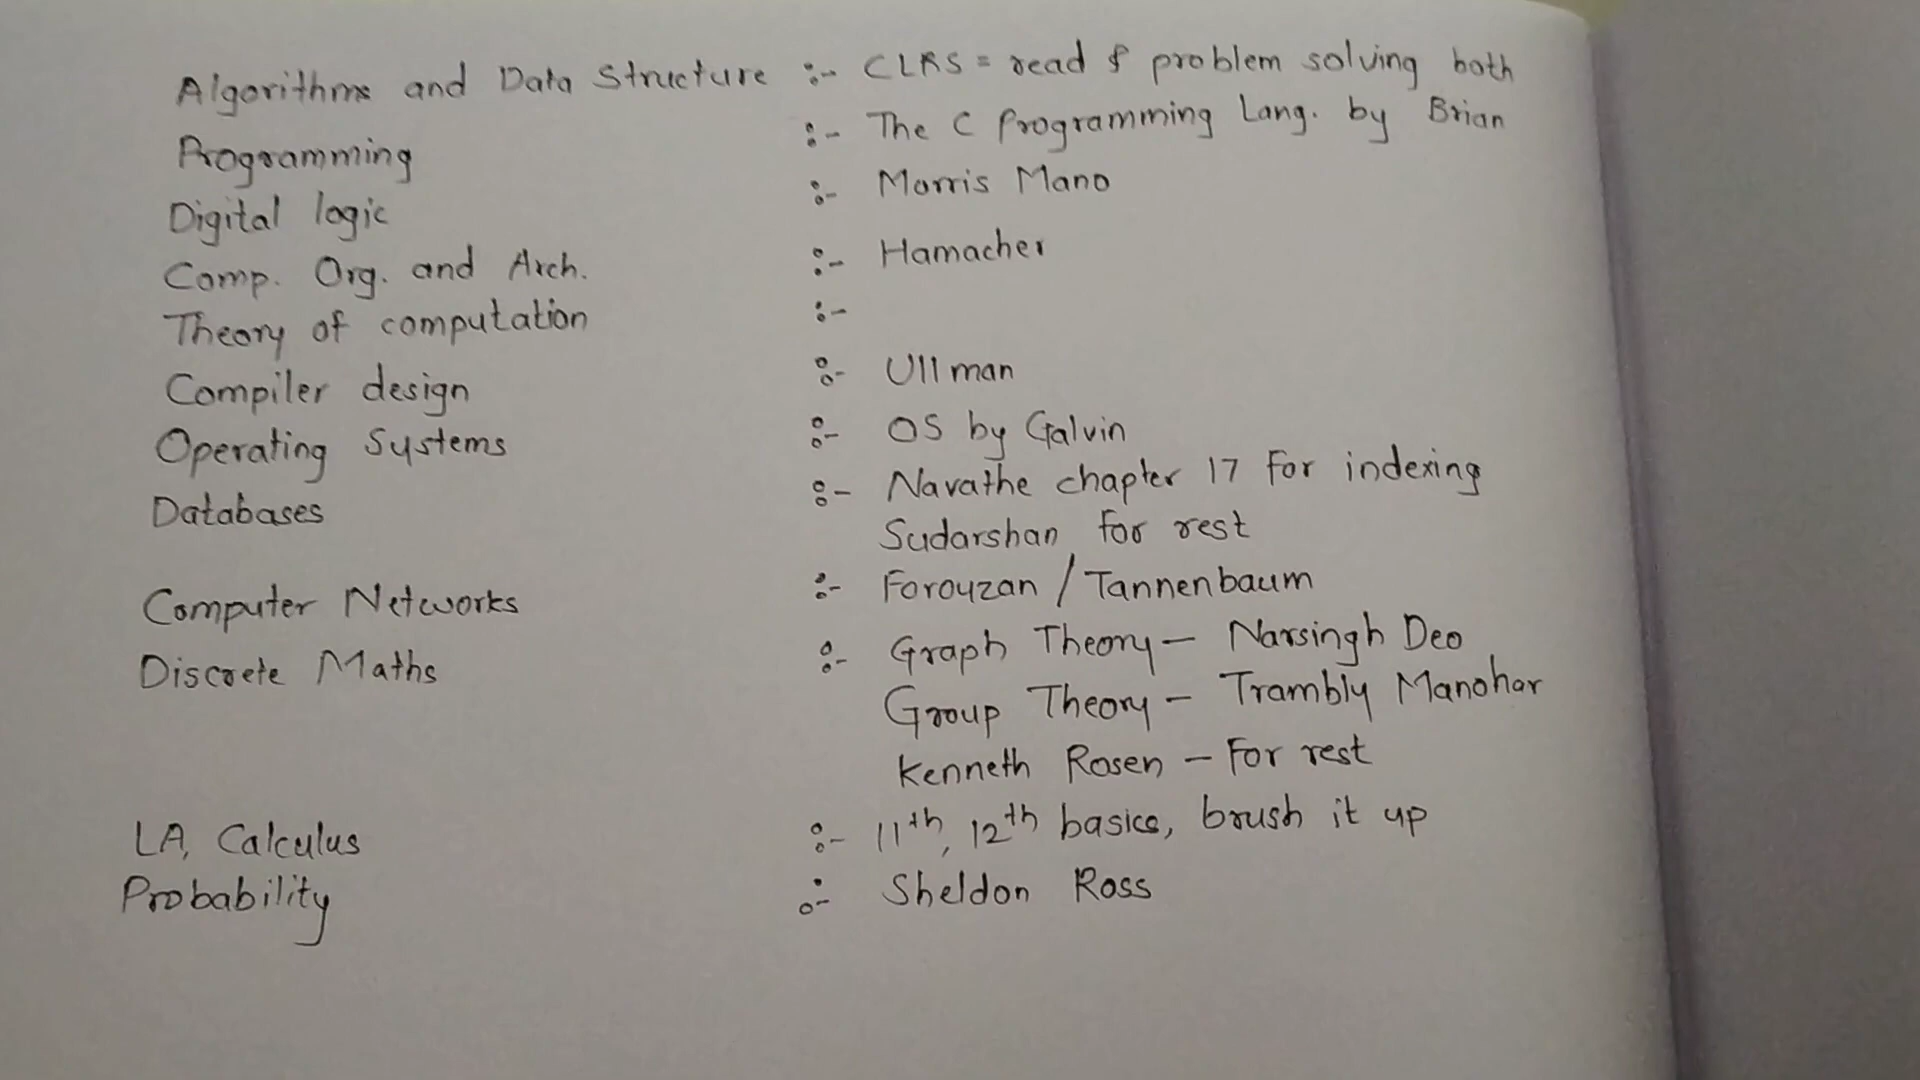 Algorithms and Data Structure :- CLRS = read & problem solving both
Programming :- The C Programming Lang. by Brian
Digital logic :- Morris Mano
Comp. Org. and Arch. :- Hamacher
Theory of computation :-
Compiler design :- Ullman
Operating Systems :- OS by Galvin
Databases :- Navathe chapter 17 for indexing
Sudarshan for rest
Computer Networks :- Forouzan / Tannenbaum
Discrete Maths :- Graph Theory - Narsingh Deo
Group Theory - Trambly Manohar
Kenneth Rosen - For rest
LA, Calculus :- 11th, 12th basics, brush it up
Probability :- Sheldon Ross